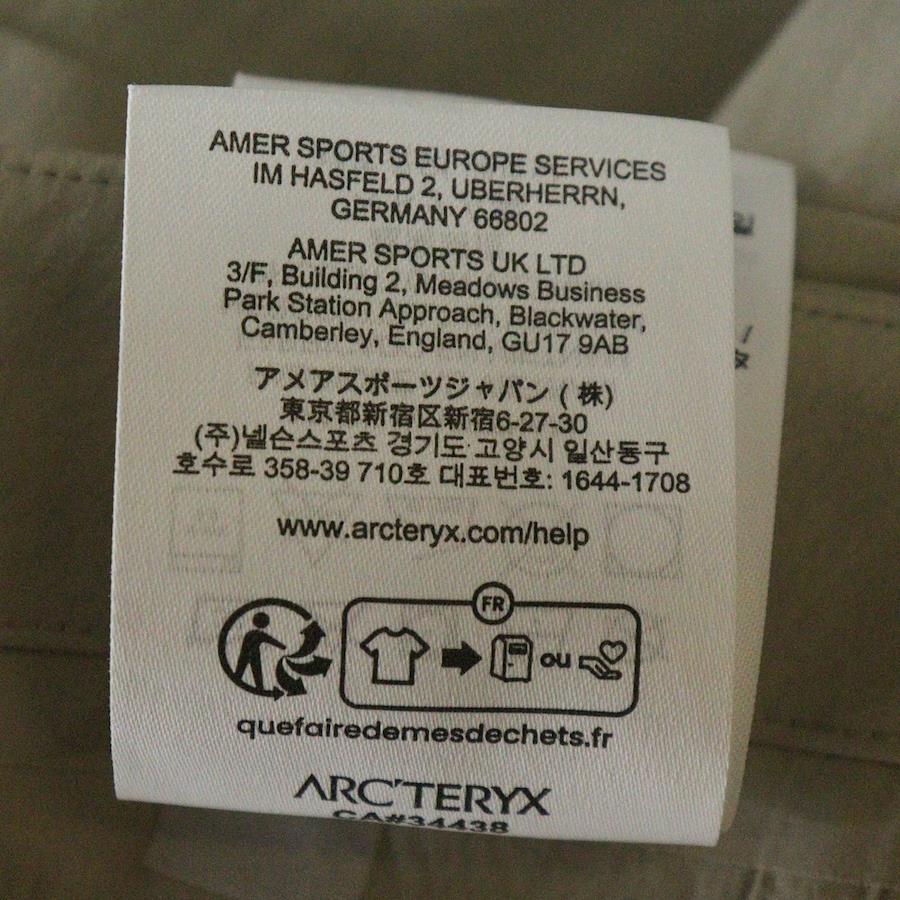 AMER SPORTS EUROPE SERVICES
IM HASFELD 2, UBERHERRN,
GERMANY 66802
AMER SPORTS UK LTD
3/F, Building 2, Meadows Business
Park Station Approach, Blackwater,
Camberley, England, GU17 9AB
アメアスポーツジャパン ( 株)
東京都新宿区新宿6-27-30
(주)넬슨스포츠 경기도 고양시 일산동구
호수로 358-39 710호 대표번호: 1644-1708
www.arcteryx.com/help
FR
ou
quefairedemesdechets.fr
ARC'TERYX
CA#34438